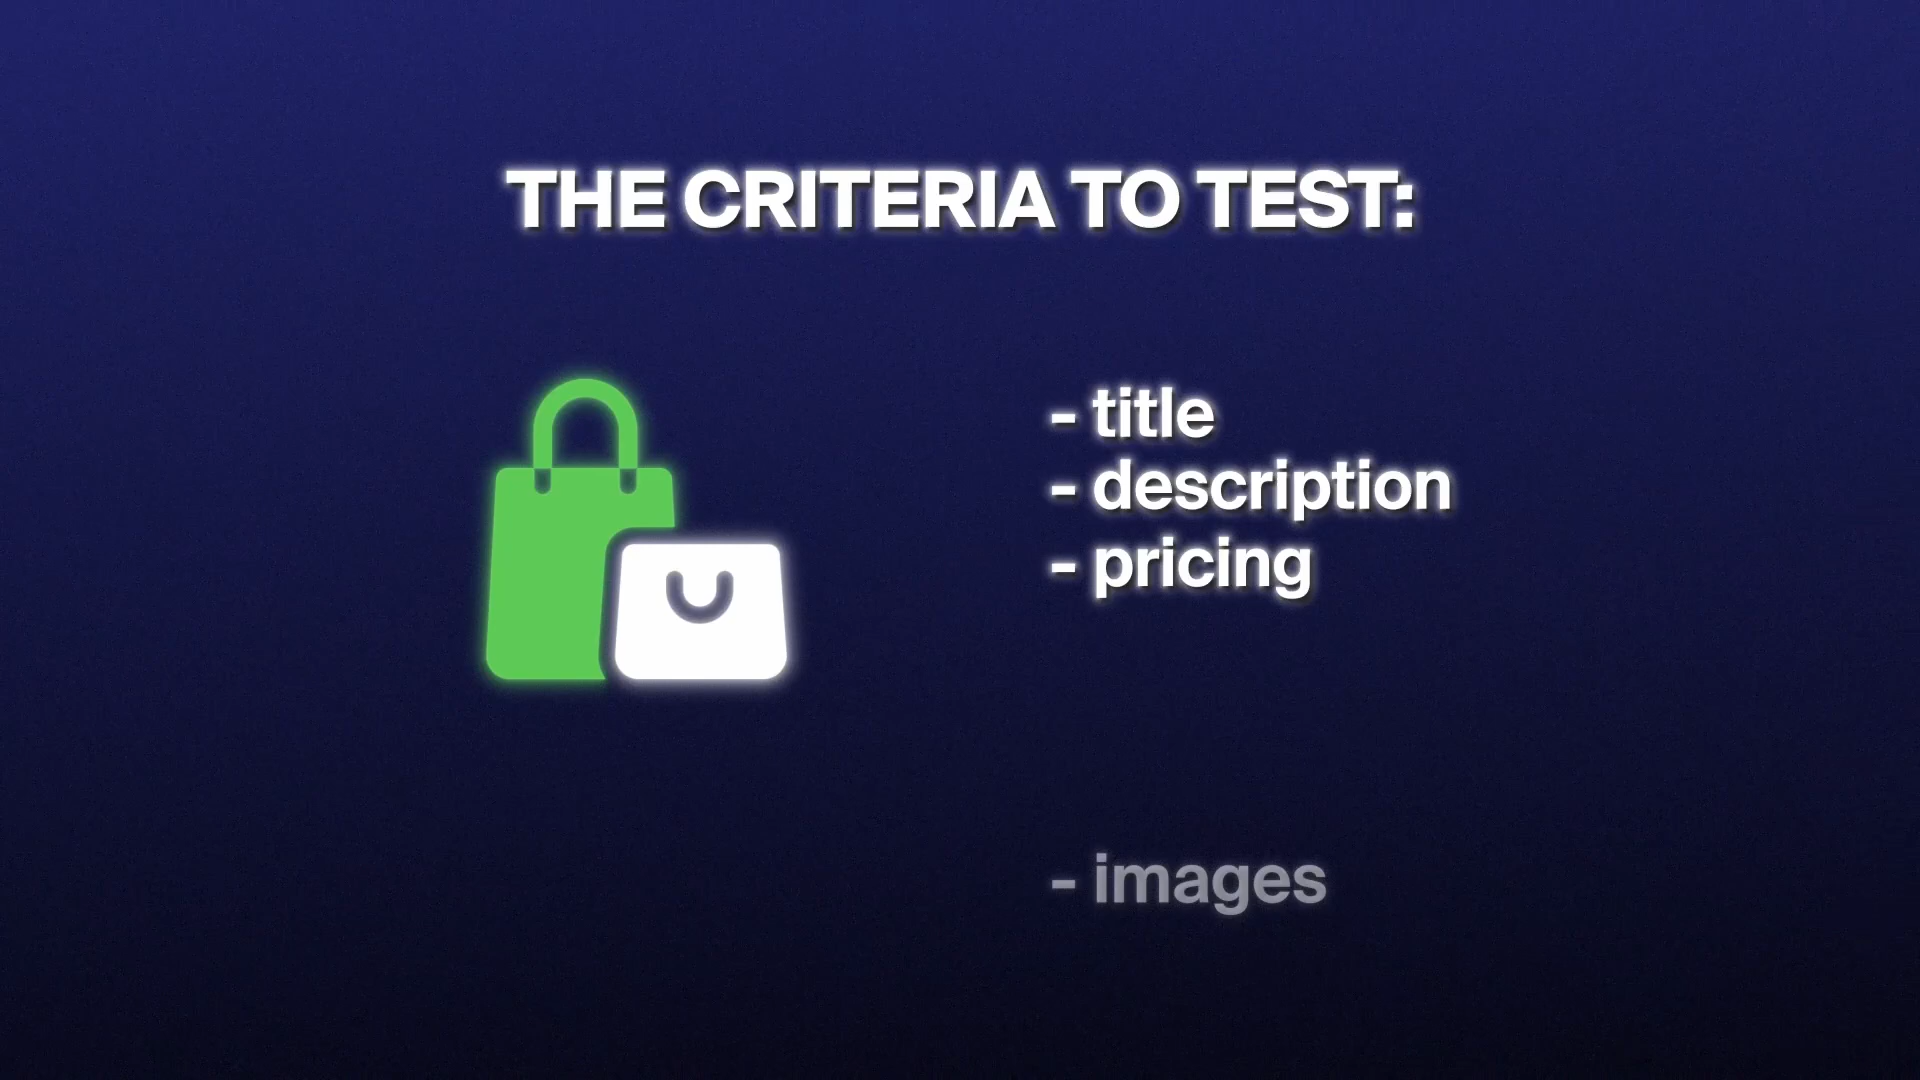 THE CRITERIA TO TEST:
- title
- description
- pricing
- images